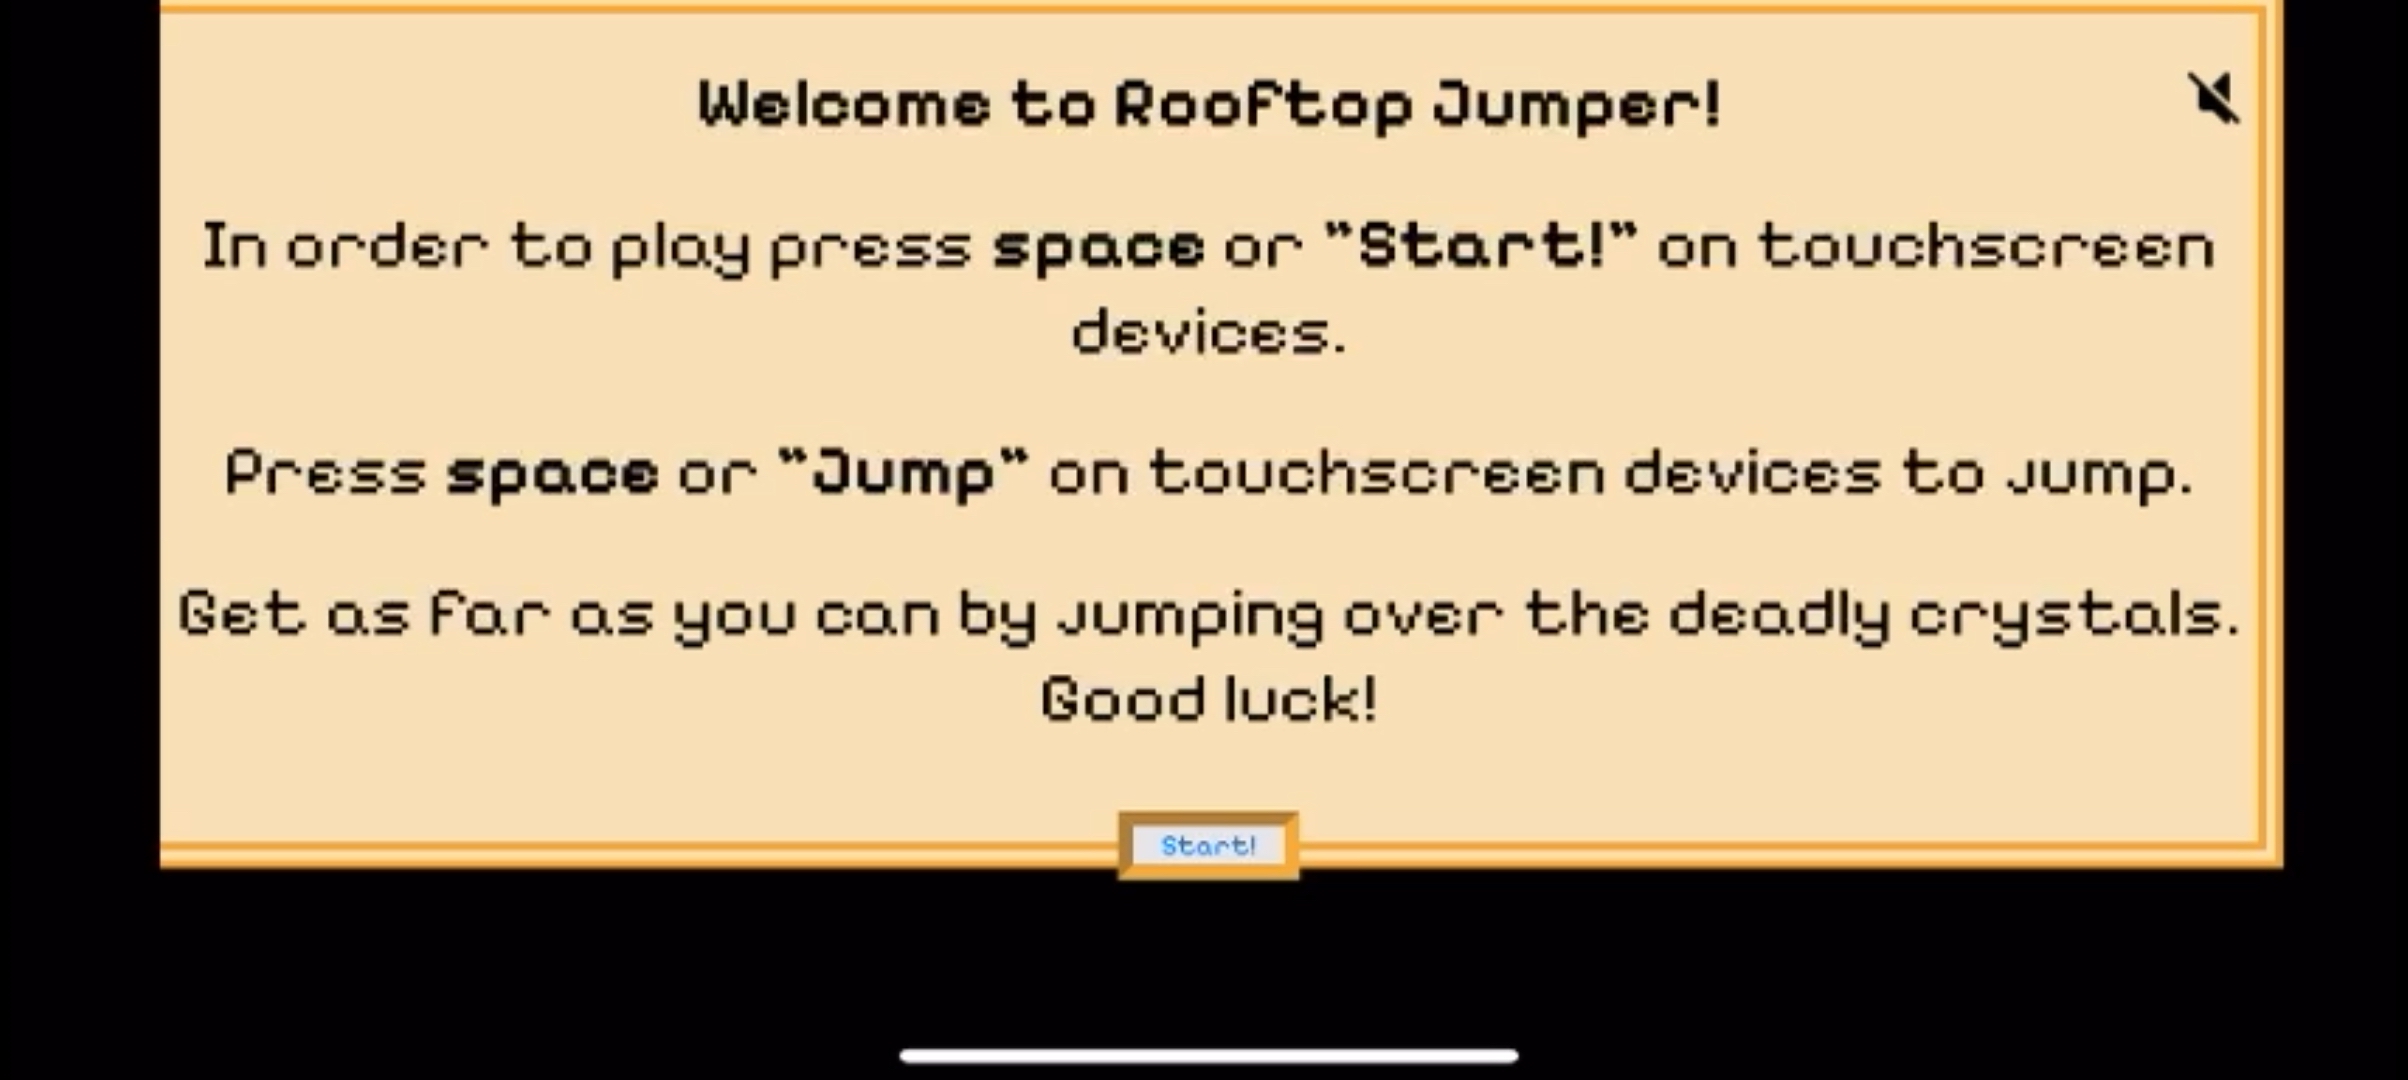 Welcome to Rooftop Jumper!
In order to play press space or "Start!" on touchscreen
devices.
Press space or "Jump" on touchscreen devices to jump.
Get as far as you can by jumping over the deadly crystals.
Good luck!
Start!